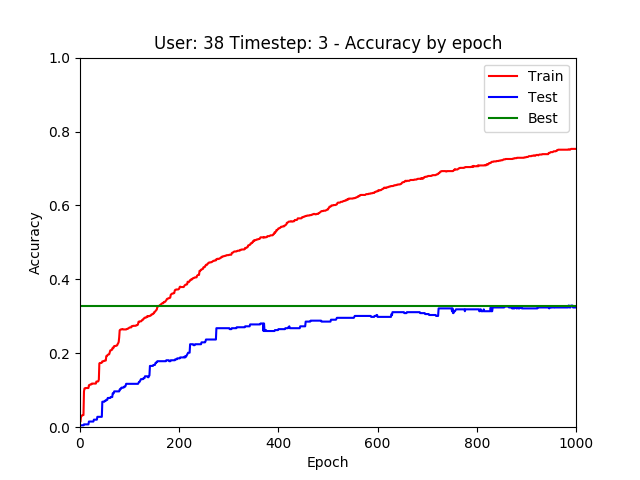 User: 38 Timestep: 3 - Accuracy by epoch
1.0
0.8
0.6
0.4
0.2
0.0
Accuracy
Train
Test
Best
0 200 400 600 800 1000
Epoch